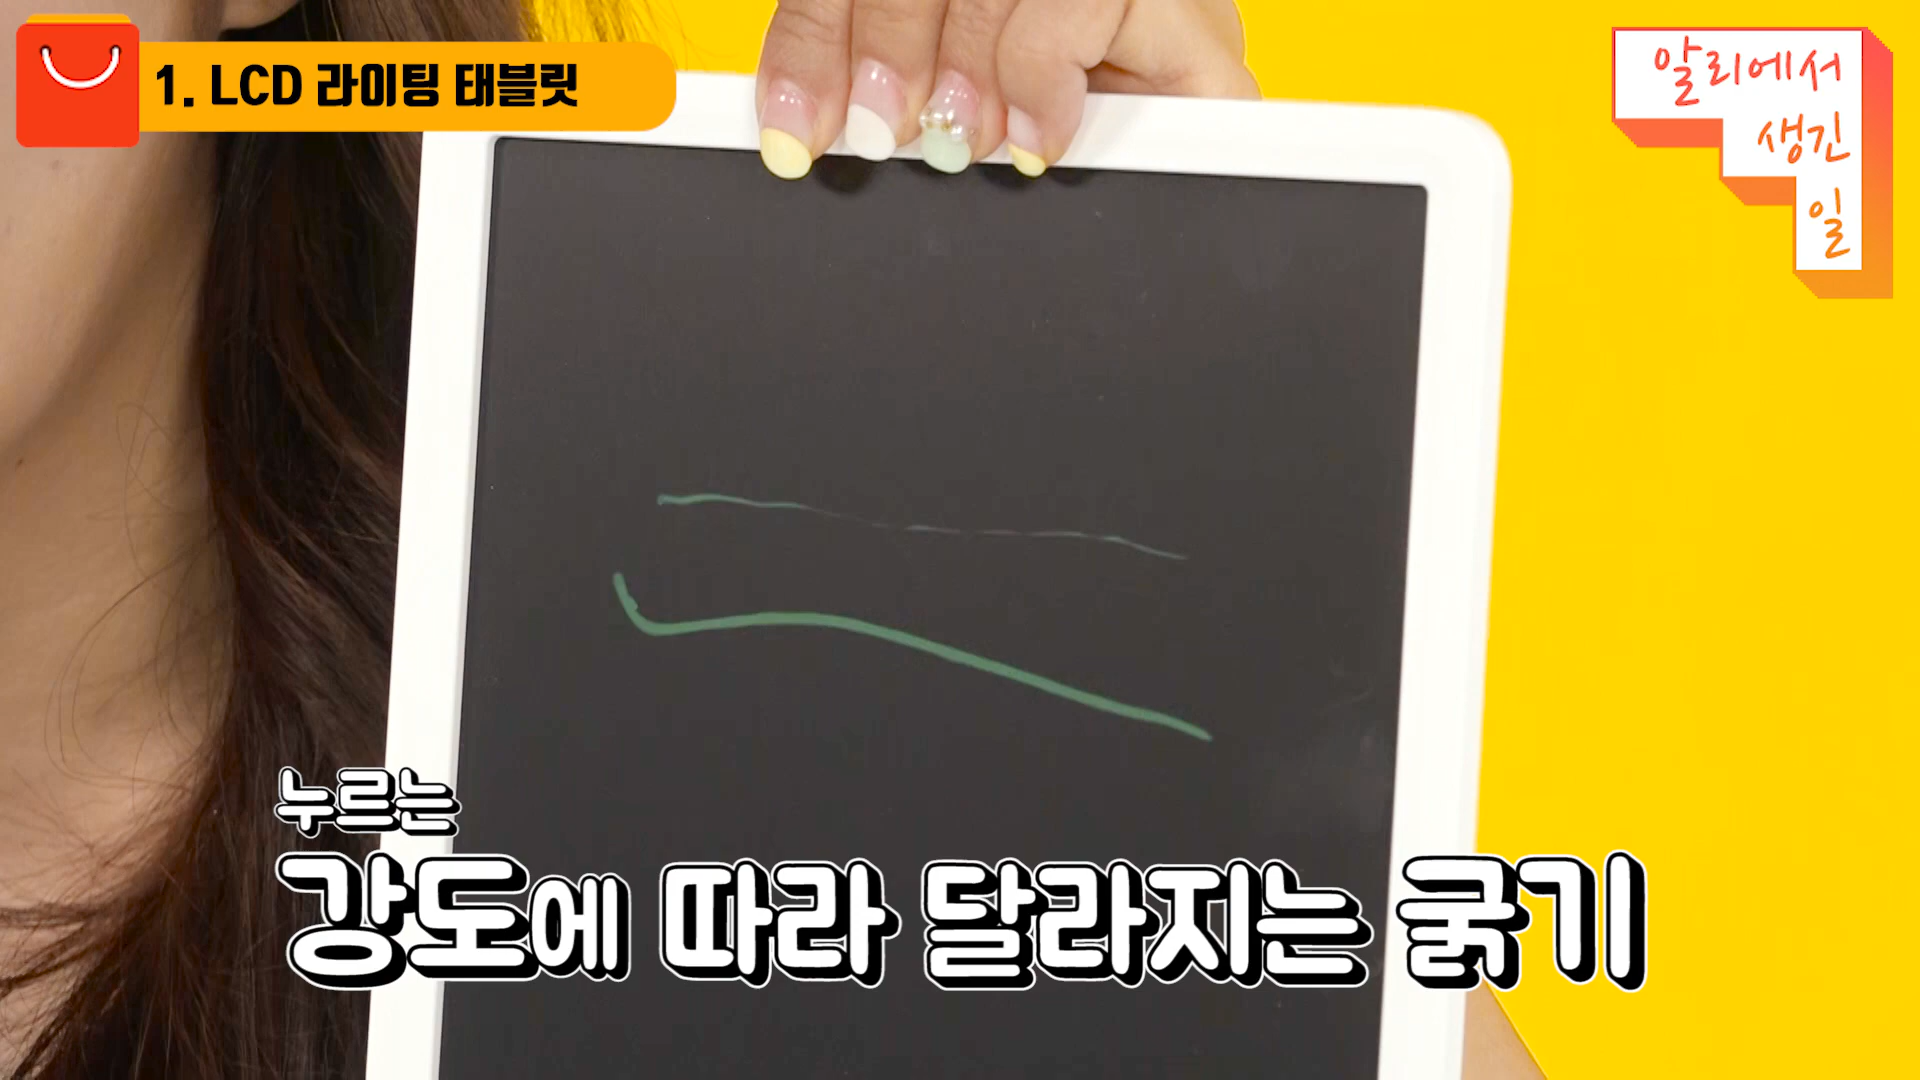 1. LCD 라이팅 태블릿
알리에서
생긴
일
누르는
강도에 따라 달라지는 굵기